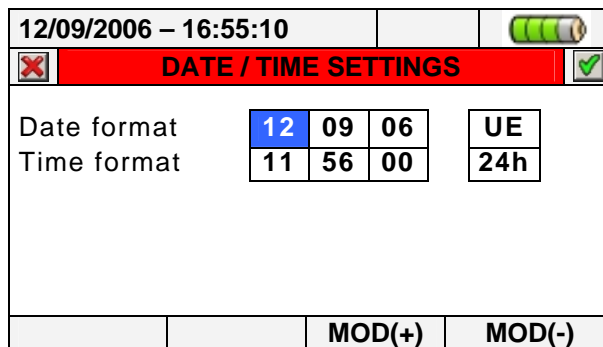 12/09/2006 – 16:55:10
DATE / TIME SETTINGS
Date format 12 09 06 UE
Time format 11 56 00 24h
MOD(+) MOD(-)